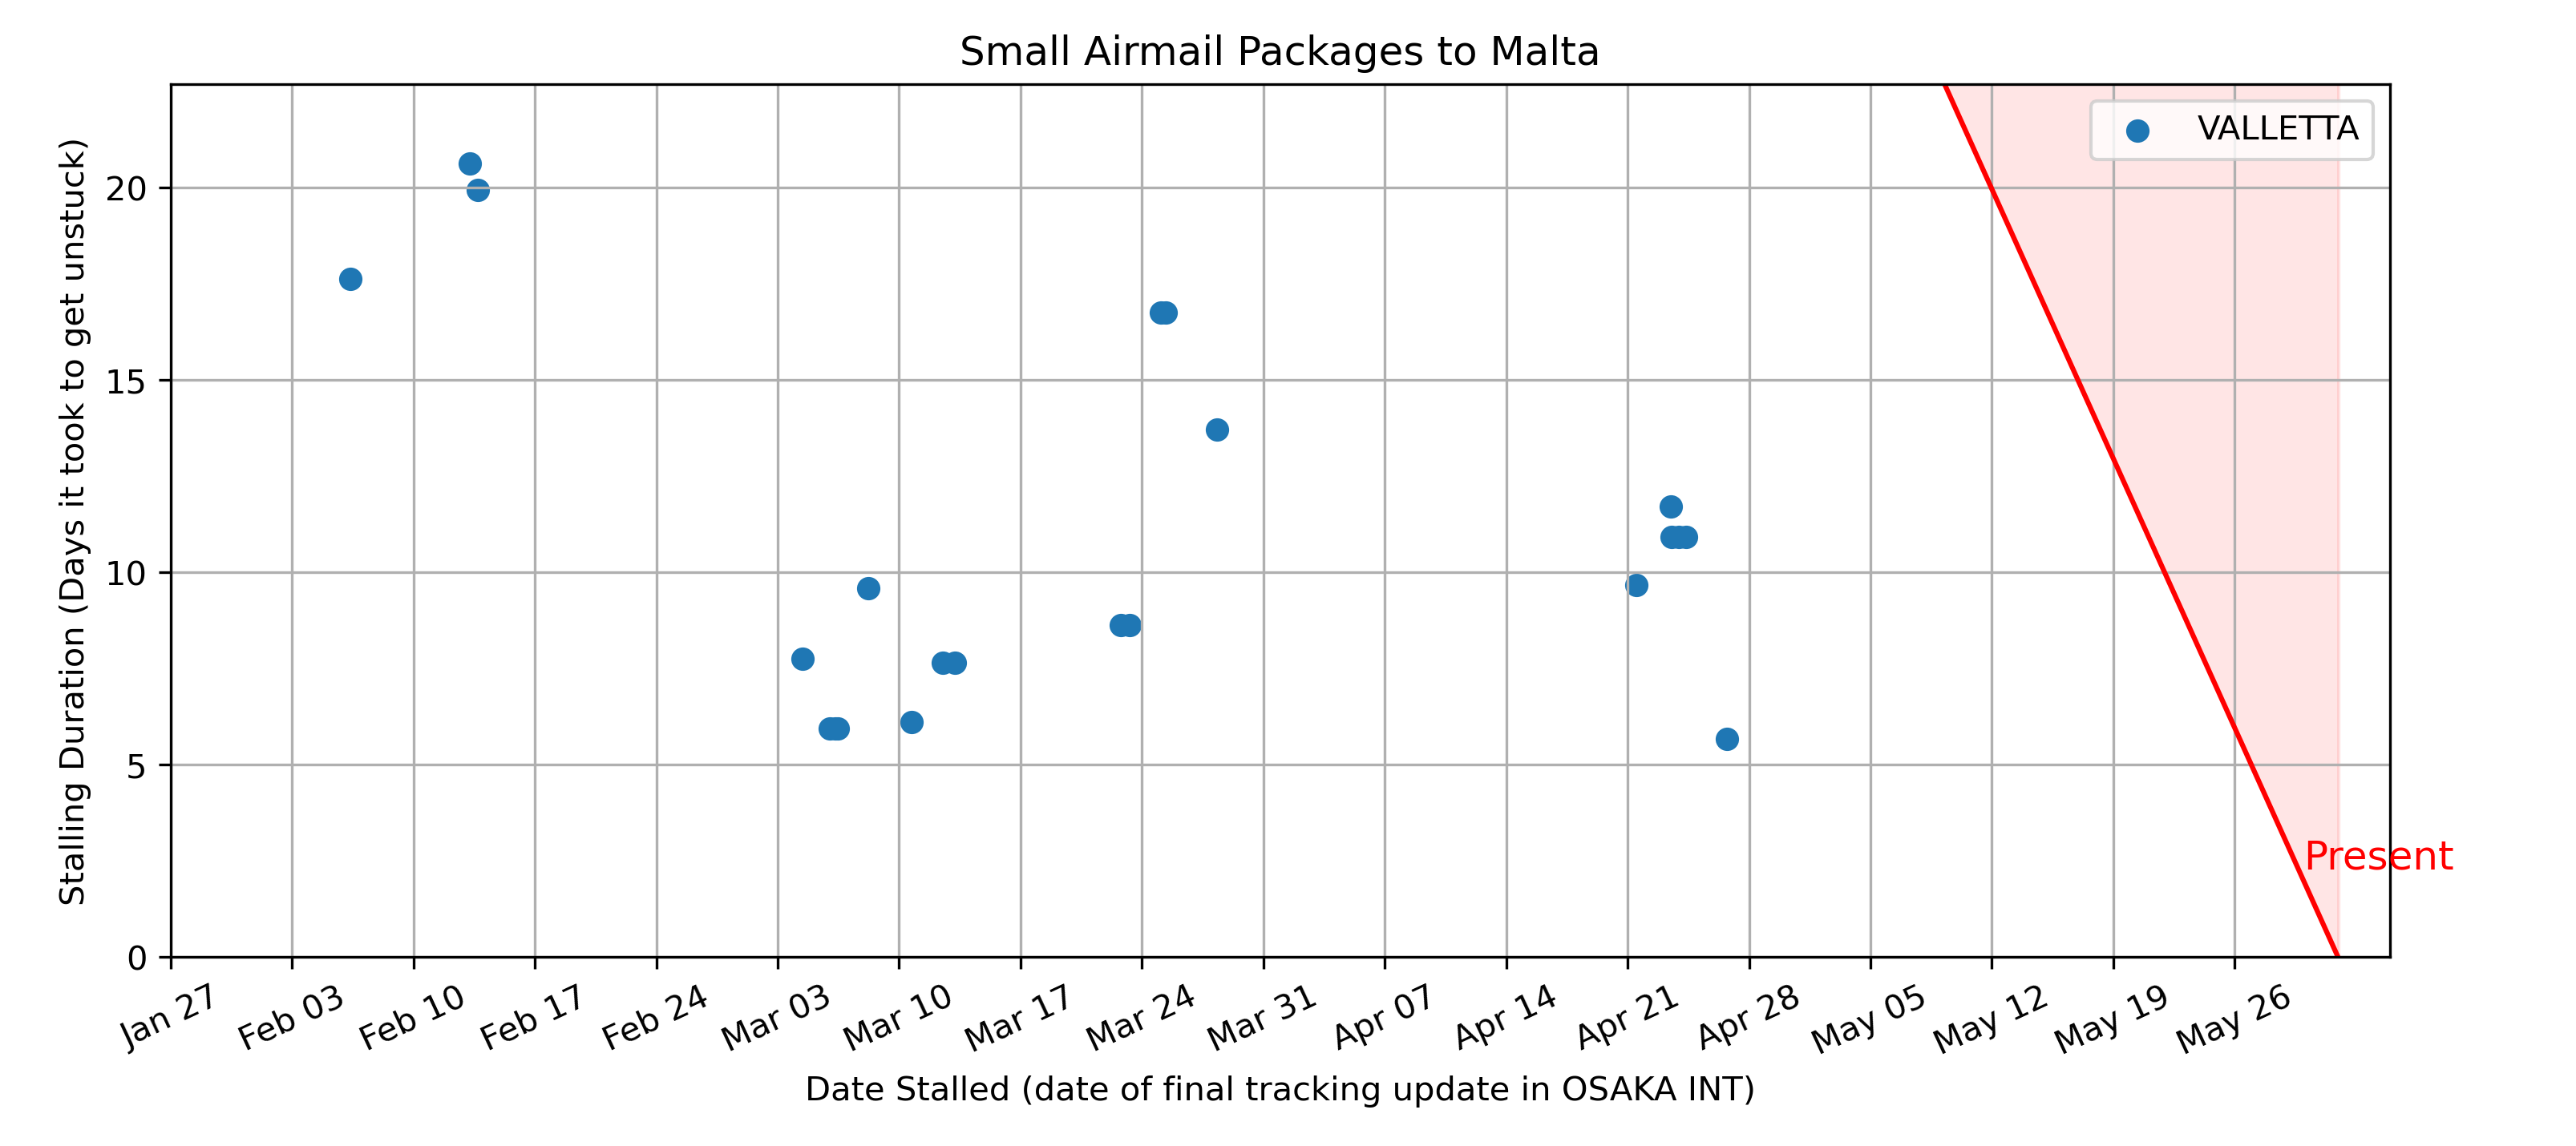 Small Airmail Packages to Malta
VALLETTA
Stalling Duration (Days it took to get unstuck)
20
15
10
5
0
Present
Jan 27
Feb 03
Feb 10
Feb 17
Feb 24
Mar 03
Mar 10
Mar 17
Mar 24
Mar 31
Apr 07
Apr 14
Apr 21
Apr 28
May 05
May 12
May 19
May 26
Date Stalled (date of final tracking update in OSAKA INT)